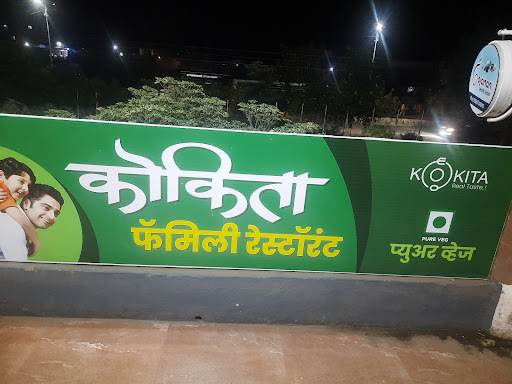 कोकिता
फॅमिली रेस्टॉरंट
KOKITA
Real Taste.!
PURE VEG
प्युअर व्हेज